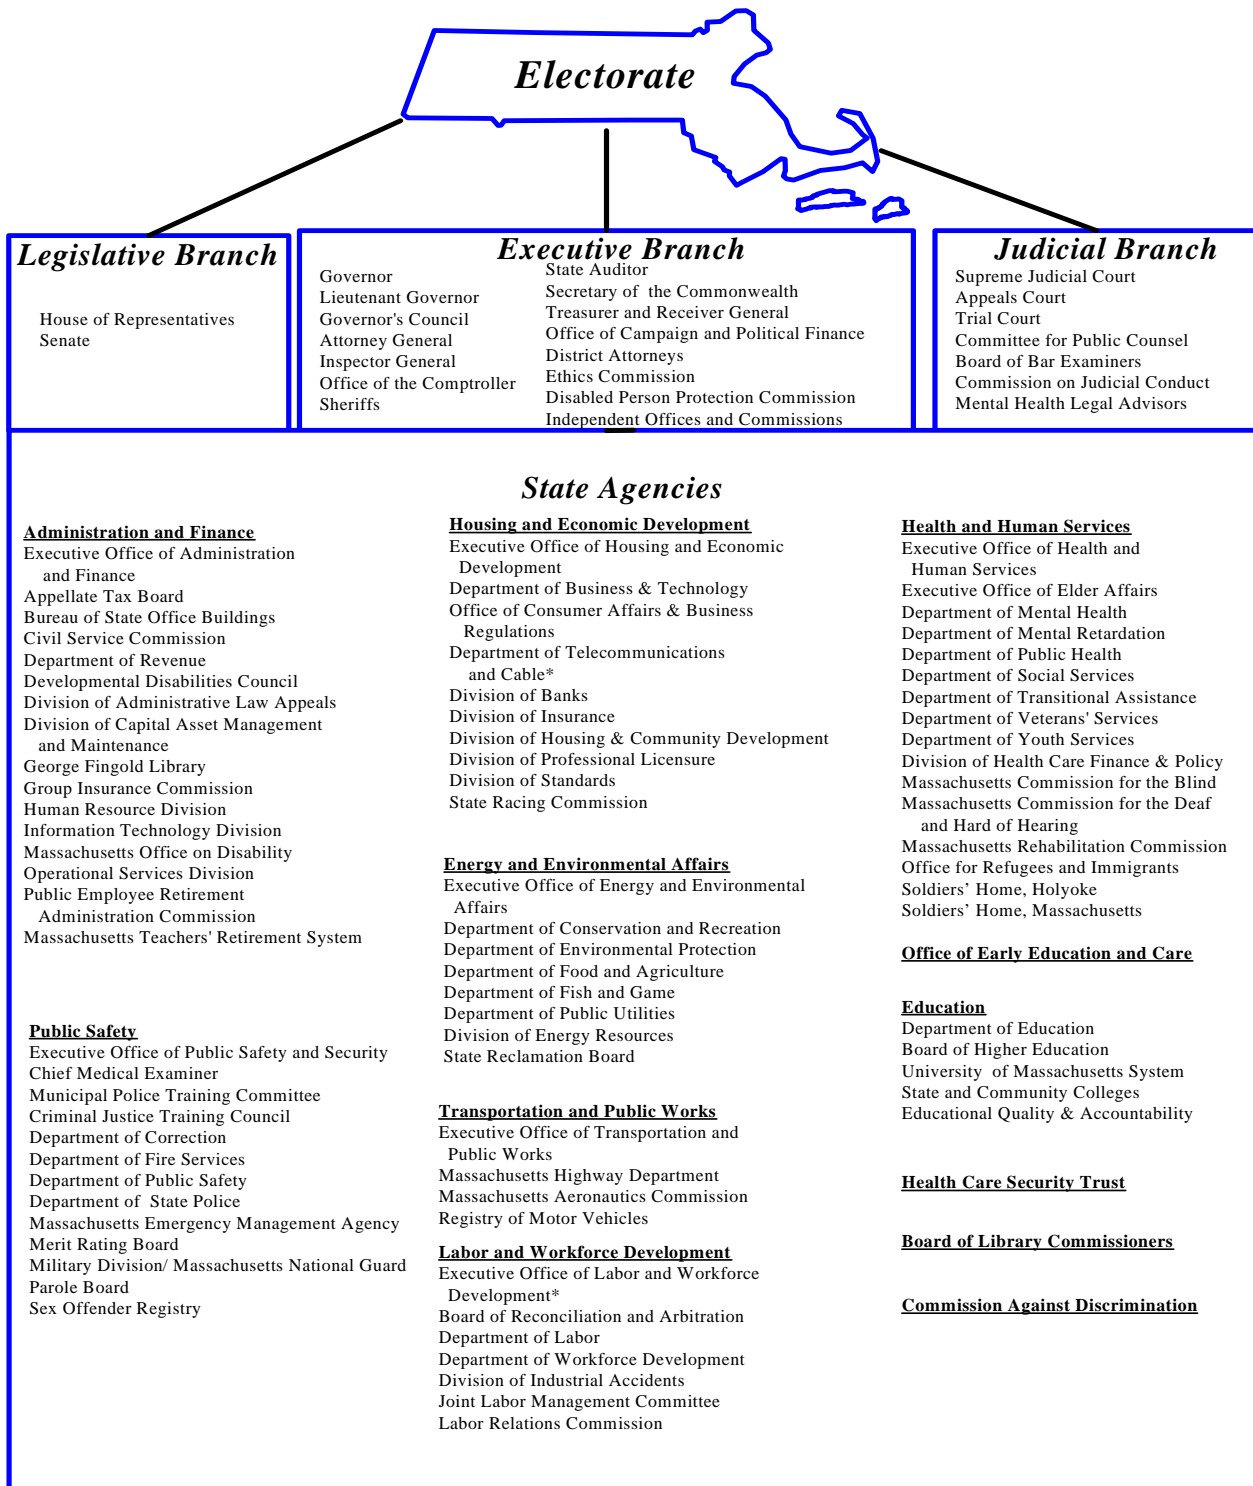 Electorate
Legislative Branch
House of Representatives
Senate
Executive Branch
Governor
Lieutenant Governor
Governor's Council
Attorney General
Inspector General
Office of the Comptroller
Sheriffs
State Auditor
Secretary of the Commonwealth
Treasurer and Receiver General
Office of Campaign and Political Finance
District Attorneys
Ethics Commission
Disabled Person Protection Commission
Independent Offices and Commissions
Judicial Branch
Supreme Judicial Court
Appeals Court
Trial Court
Committee for Public Counsel
Board of Bar Examiners
Commission on Judicial Conduct
Mental Health Legal Advisors
State Agencies
Administration and Finance
Executive Office of Administration
and Finance
Appellate Tax Board
Bureau of State Office Buildings
Civil Service Commission
Department of Revenue
Developmental Disabilities Council
Division of Administrative Law Appeals
Division of Capital Asset Management
and Maintenance
George Fingold Library
Group Insurance Commission
Human Resource Division
Information Technology Division
Massachusetts Office on Disability
Operational Services Division
Public Employee Retirement
Administration Commission
Massachusetts Teachers' Retirement System
Public Safety
Executive Office of Public Safety and Security
Chief Medical Examiner
Municipal Police Training Committee
Criminal Justice Training Council
Department of Correction
Department of Fire Services
Department of Public Safety
Department of State Police
Massachusetts Emergency Management Agency
Merit Rating Board
Military Division/ Massachusetts National Guard
Parole Board
Sex Offender Registry
Housing and Economic Development
Executive Office of Housing and Economic
Development
Department of Business & Technology
Office of Consumer Affairs & Business
Regulations
Department of Telecommunications
and Cable*
Division of Banks
Division of Insurance
Division of Housing & Community Development
Division of Professional Licensure
Division of Standards
State Racing Commission
Energy and Environmental Affairs
Executive Office of Energy and Environmental
Affairs
Department of Conservation and Recreation
Department of Environmental Protection
Department of Food and Agriculture
Department of Fish and Game
Department of Public Utilities
Division of Energy Resources
State Reclamation Board
Transportation and Public Works
Executive Office of Transportation and
Public Works
Massachusetts Highway Department
Massachusetts Aeronautics Commission
Registry of Motor Vehicles
Labor and Workforce Development
Executive Office of Labor and Workforce
Development*
Board of Reconciliation and Arbitration
Department of Labor
Department of Workforce Development
Division of Industrial Accidents
Joint Labor Management Committee
Labor Relations Commission
Health and Human Services
Executive Office of Health and
Human Services
Executive Office of Elder Affairs
Department of Mental Health
Department of Mental Retardation
Department of Public Health
Department of Social Services
Department of Transitional Assistance
Department of Veterans' Services
Department of Youth Services
Division of Health Care Finance & Policy
Massachusetts Commission for the Blind
Massachusetts Commission for the Deaf
and Hard of Hearing
Massachusetts Rehabilitation Commission
Office for Refugees and Immigrants
Soldiers’ Home, Holyoke
Soldiers’ Home, Massachusetts
Office of Early Education and Care
Education
Department of Education
Board of Higher Education
University of Massachusetts System
State and Community Colleges
Educational Quality & Accountability
Health Care Security Trust
Board of Library Commissioners
Commission Against Discrimination